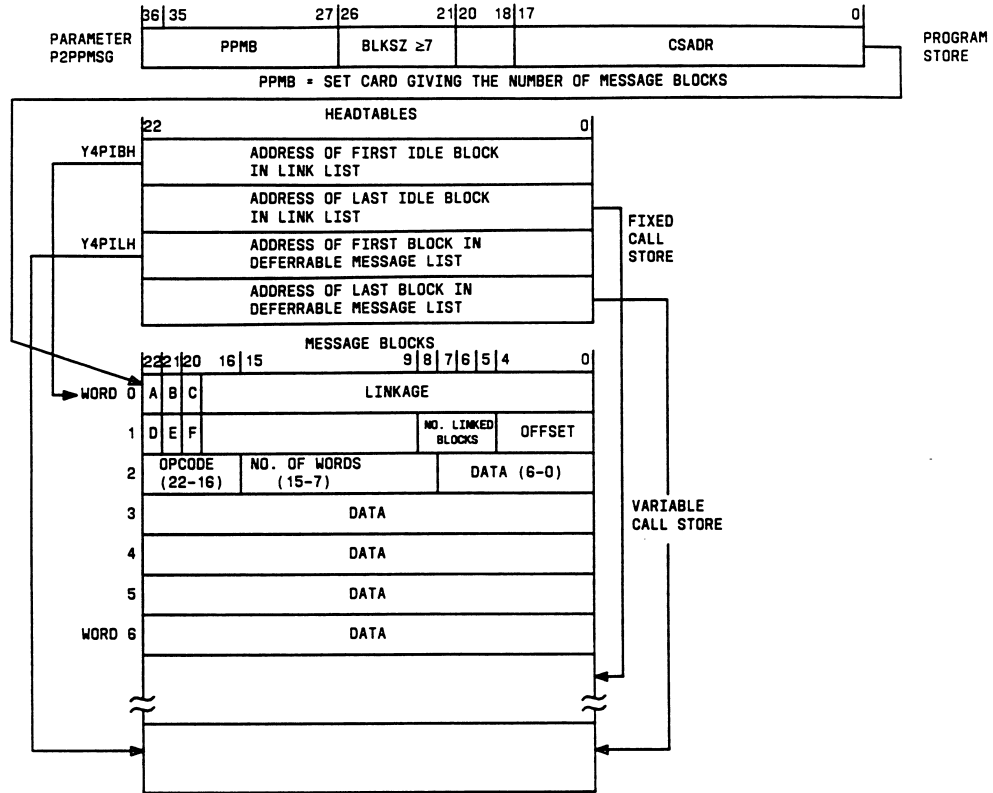 36 35 27 26 21 20 18 17 0
PARAMETER
P2PPMSG
PPMB
BLKSZ ≥7
CSADR
PROGRAM
STORE
PPMB = SET CARD GIVING THE NUMBER OF MESSAGE BLOCKS
HEADTABLES
22 0
Y4PIBH
ADDRESS OF FIRST IDLE BLOCK
IN LINK LIST
ADDRESS OF LAST IDLE BLOCK
IN LINK LIST
FIXED
CALL
STORE
Y4PILH
ADDRESS OF FIRST BLOCK IN
DEFERRABLE MESSAGE LIST
ADDRESS OF LAST BLOCK IN
DEFERRABLE MESSAGE LIST
MESSAGE BLOCKS
22 21 20 16 15 9 8 7 6 5 4 0
WORD 0 A B C LINKAGE
1 D E F NO. LINKED
BLOCKS
OFFSET
2 OPCODE
(22-16)
NO. OF WORDS
(15-7)
DATA (6-0)
3 DATA
VARIABLE
CALL STORE
4 DATA
5 DATA
WORD 6 DATA